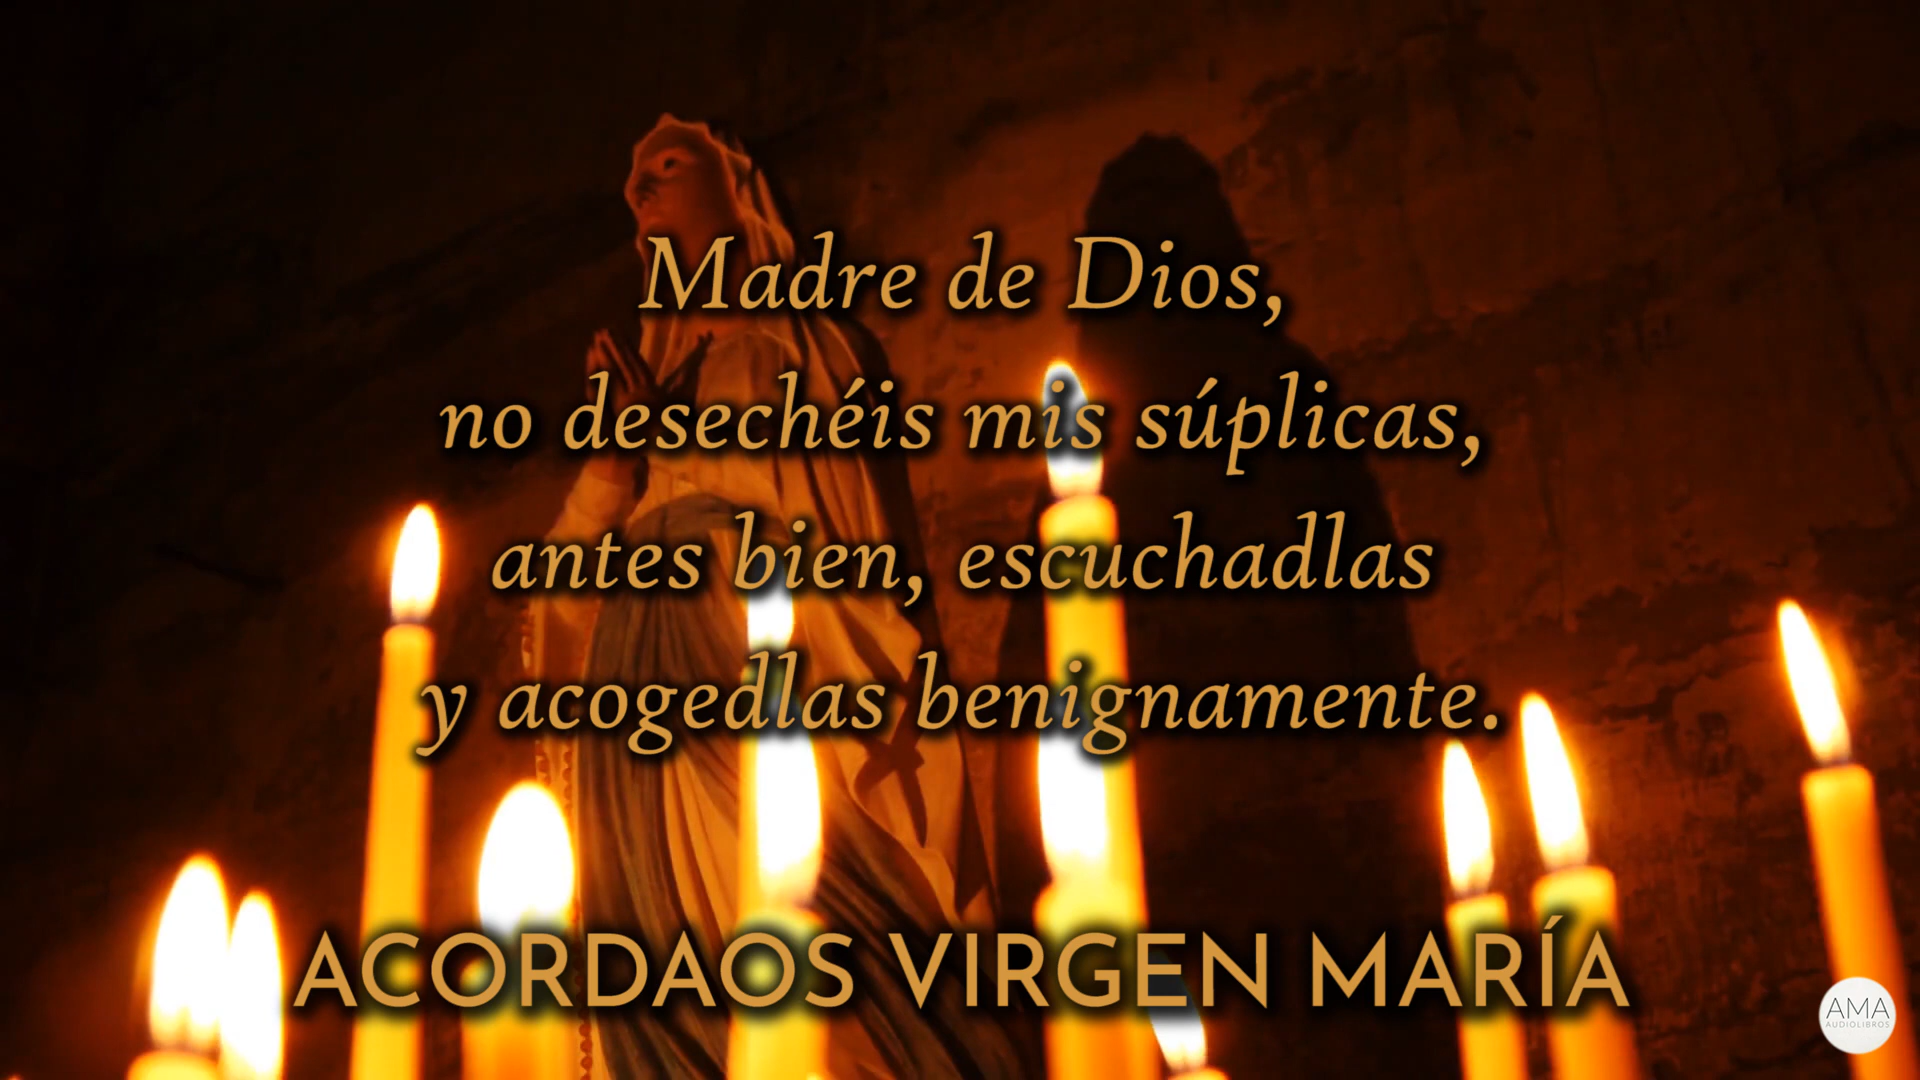 Madre de Dios,
no desechéis mis súplicas,
antes bien, escuchadlas
y acogedlas benignamente.
ACORDAOS VIRGEN MARÍA
AMA
AUDIOLIBROS